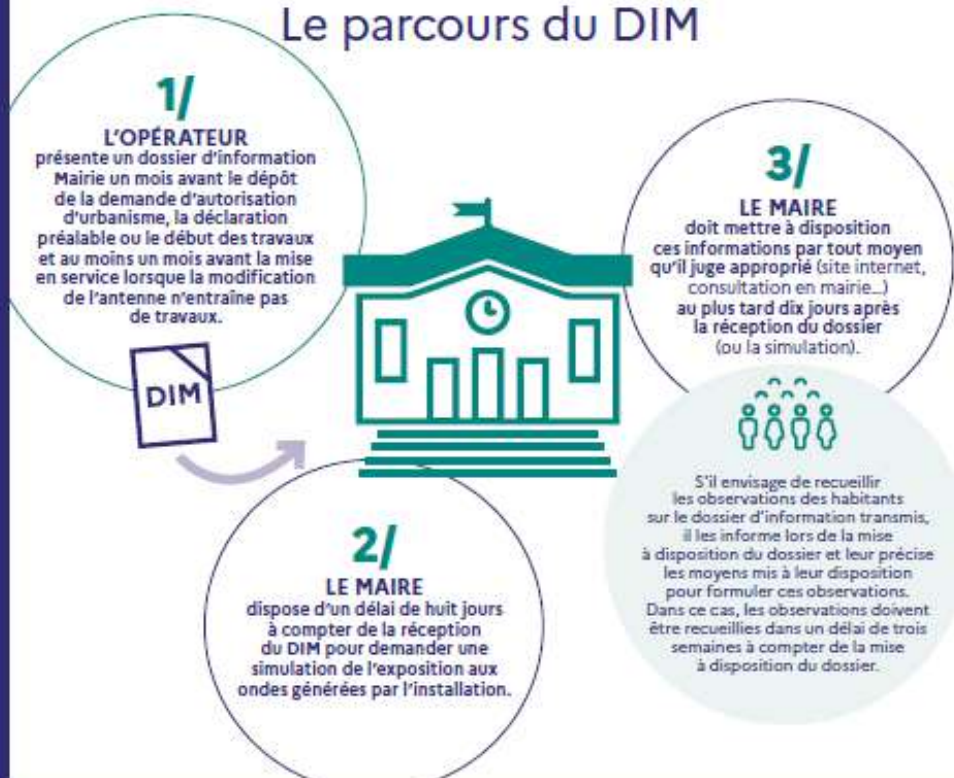 Le parcours du DIM
1/
L'OPÉRATEUR
présente un dossier d'information
Mairie un mois avant le dépôt
de la demande d'autorisation
d'urbanisme, la déclaration
préalable ou le début des travaux
et au moins un mois avant la mise
en service lorsque la modification
de l'antenne n'entraîne pas
de travaux.
DIM
2/
LE MAIRE
dispose d'un délai de huit jours
à compter de la réception
du DIM pour demander une
simulation de l'exposition aux
ondes générées par l'installation.
3/
LE MAIRE
doit mettre à disposition
ces informations par tout moyen
qu'il juge approprié (site internet,
consultation en mairie...)
au plus tard dix jours après
la réception du dossier
(ou la simulation).
S'il envisage de recueillir
les observations des habitants
sur le dossier d'information transmis,
il les informe lors de la mise
à disposition du dossier et leur précise
les moyens mis à leur disposition
pour formuler ces observations.
Dans ce cas, les observations doivent
être recueillies dans un délai de trois
semaines à compter de la mise
à disposition du dossier.